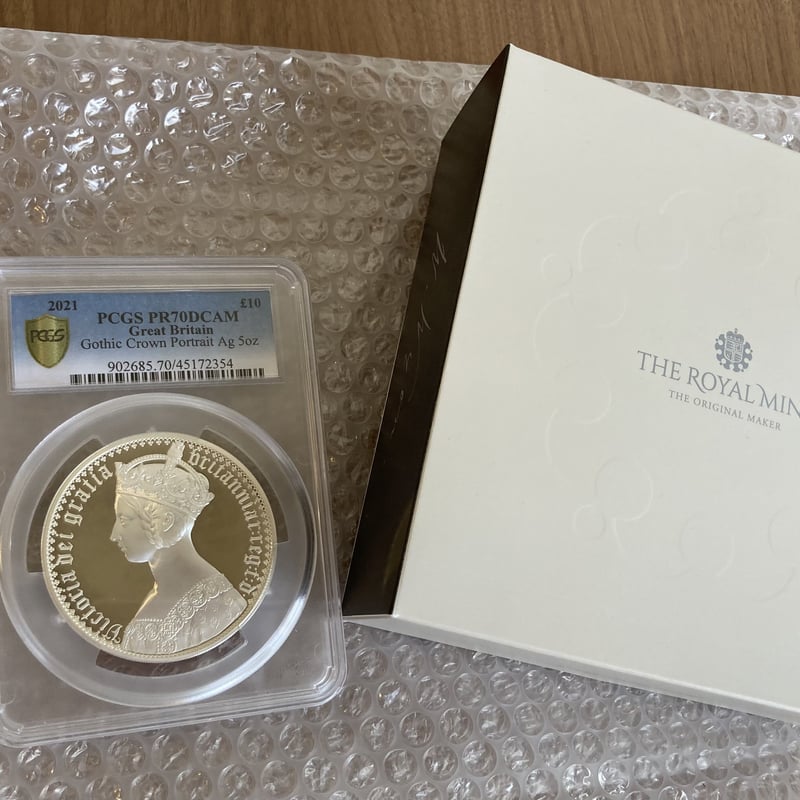 2021 £10
PCGS PR70DCAM
PCGS Great Britain
Gothic Crown Portrait Ag 5oz
902685.70/45172354
Victoria dei gratia britanniar: reg: f: d:
THE ROYAL MIN
THE ORIGINAL MAKER